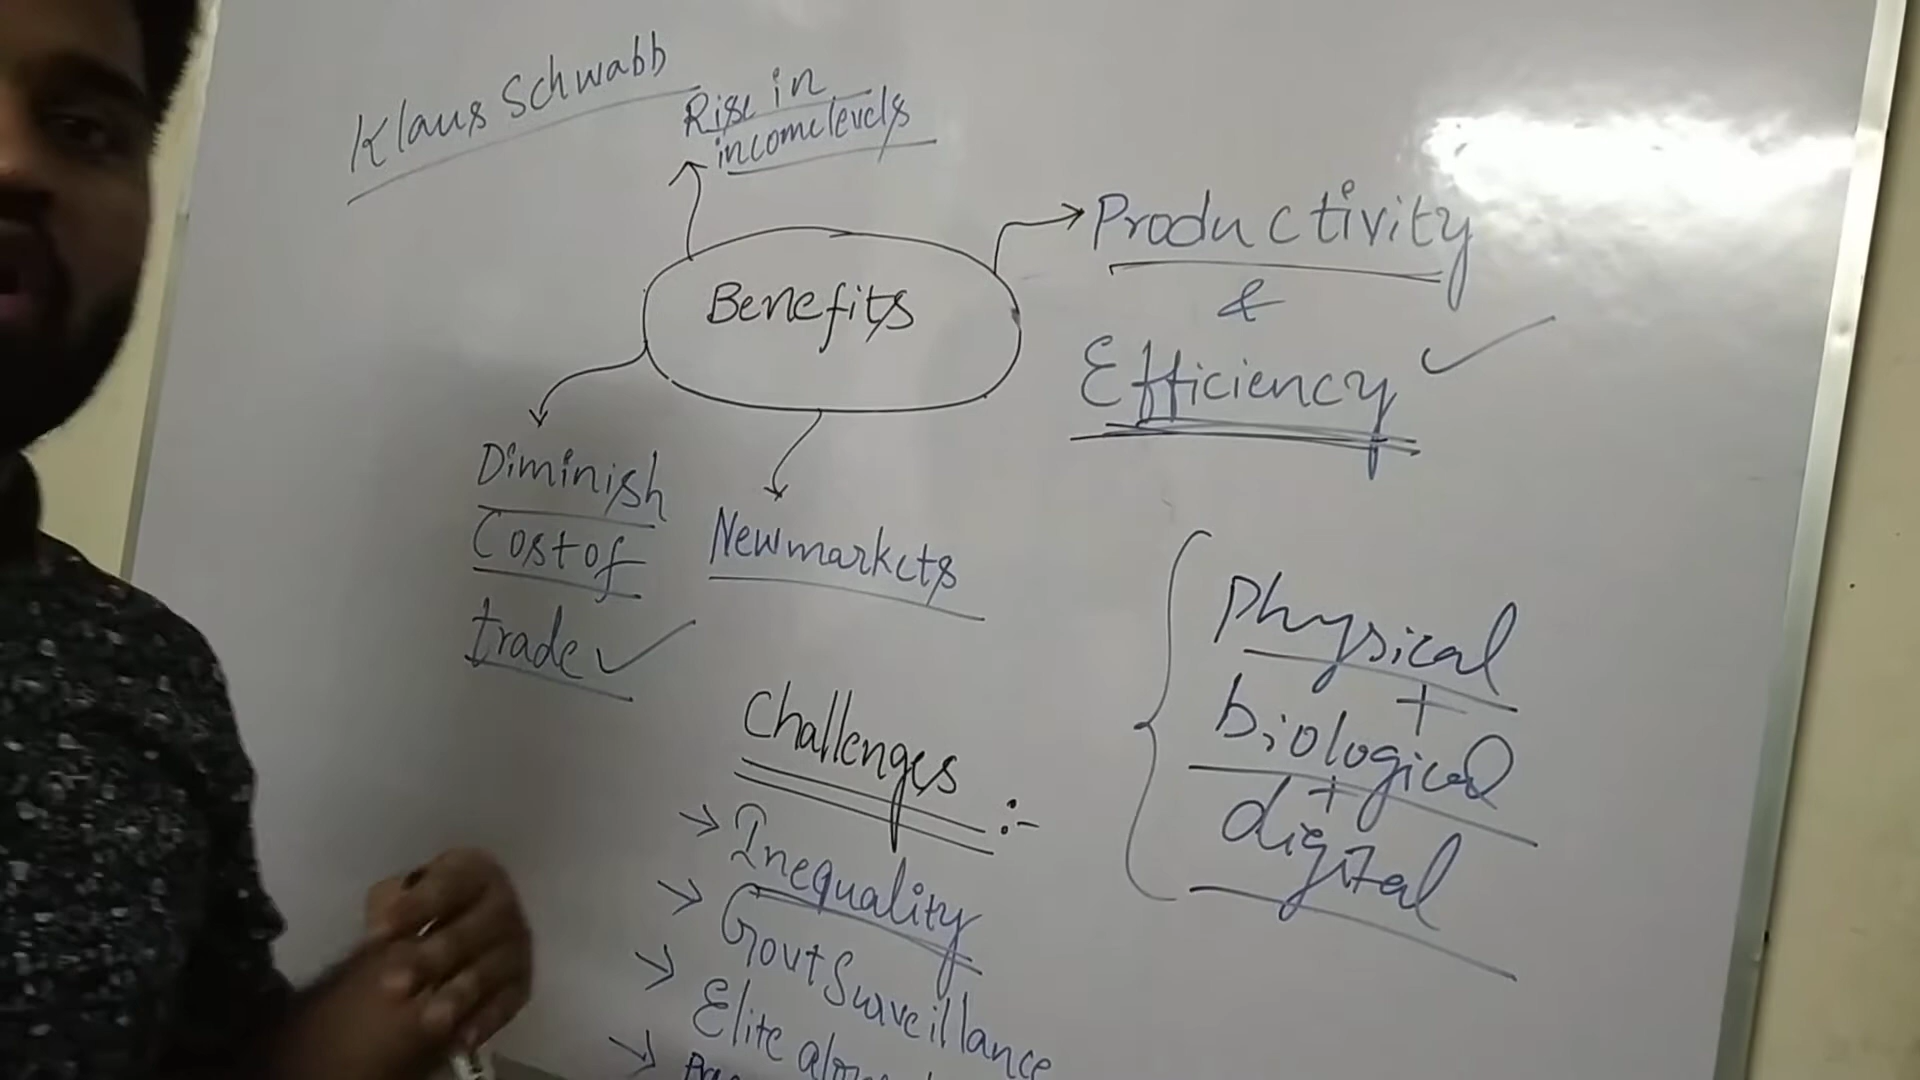 Klaus Schwabb
Rise in
income levels
Benefits
Productivity
&
Efficiency
Diminish
Cost of
trade
New markets
Physical
+
biological
+
digital
Challenges :-
→ Inequality
→ Govt Surveillance
→ Elite
→